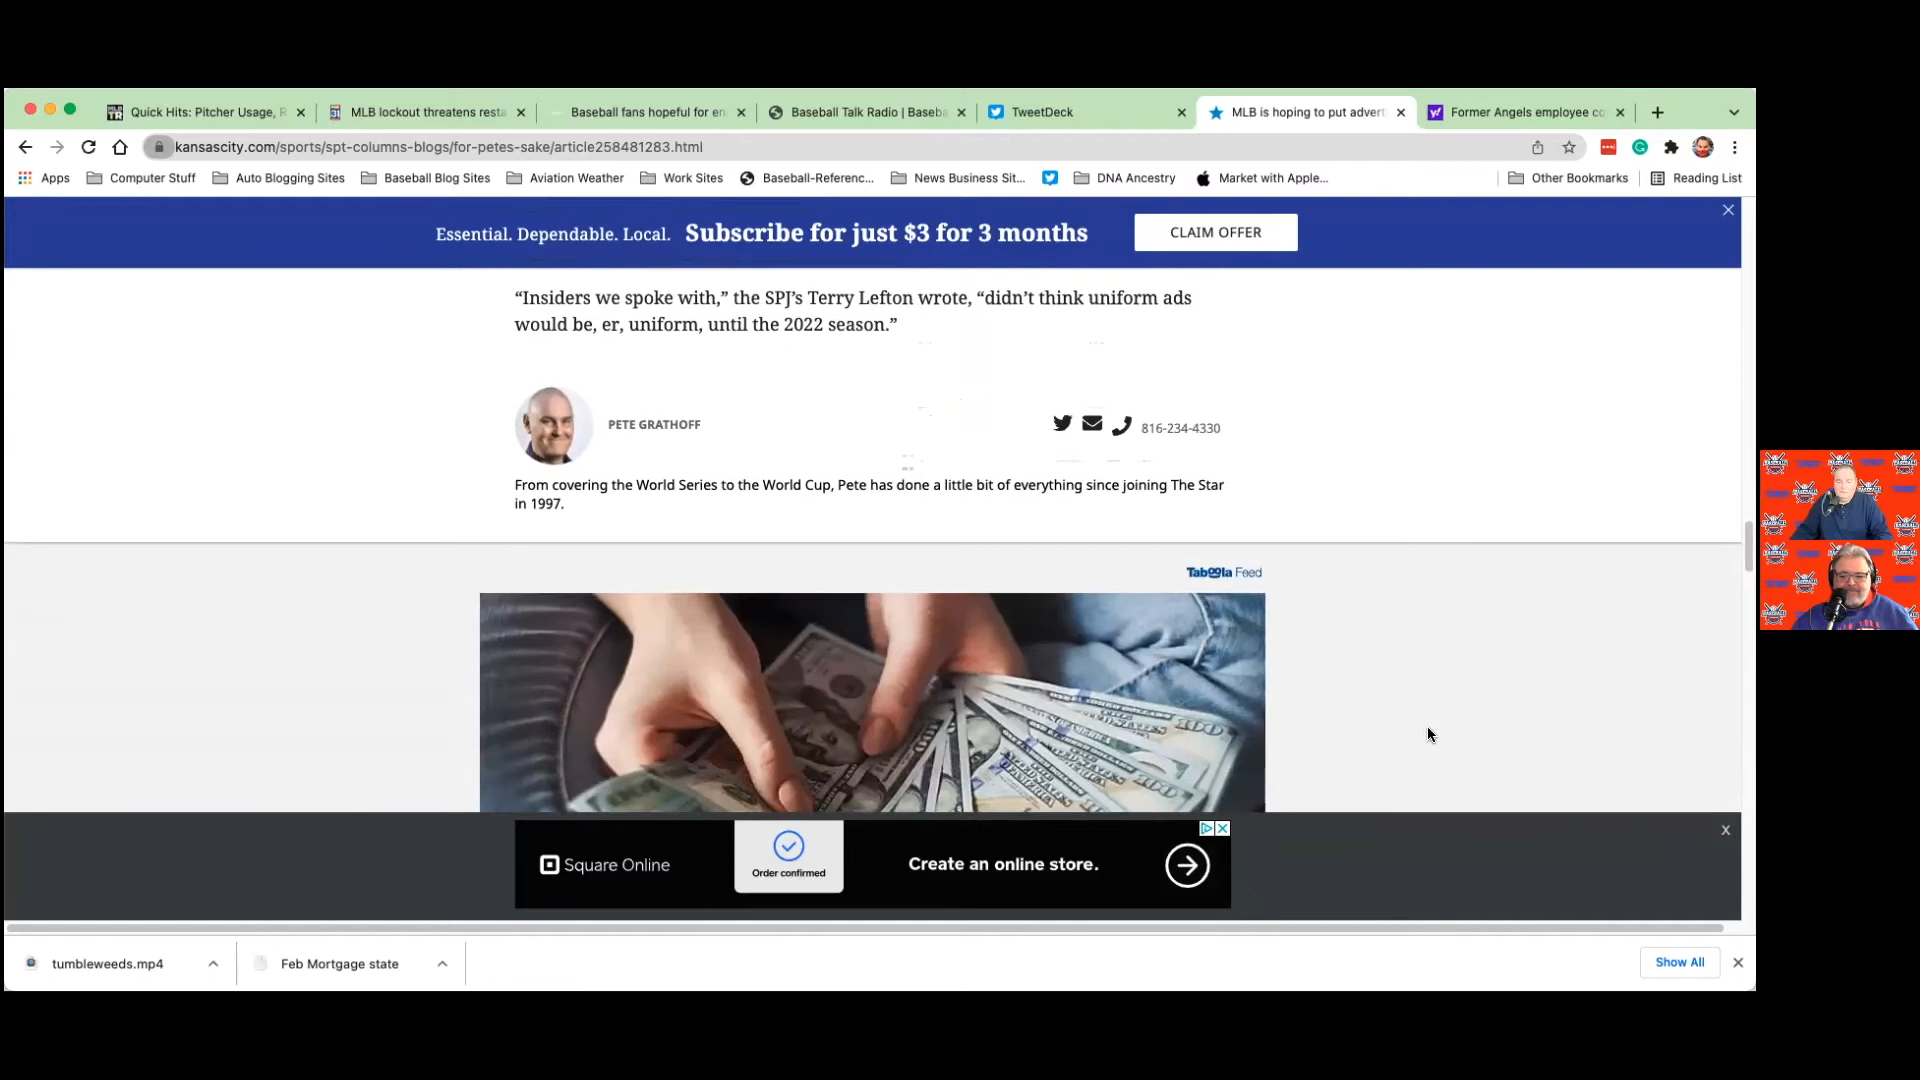 Quick Hits: Pitcher Usage, R
MLB lockout threatens resta
Baseball fans hopeful for en
Baseball Talk Radio | Baseba
TweetDeck
MLB is hoping to put advert
Former Angels employee co
kansascity.com/sports/spt-columns-blogs/for-petes-sake/article258481283.html
Apps
Computer Stuff
Auto Blogging Sites
Baseball Blog Sites
Aviation Weather
Work Sites
Baseball-Referenc...
News Business Sit...
DNA Ancestry
Market with Apple...
Other Bookmarks
Reading List
Essential. Dependable. Local. Subscribe for just $3 for 3 months
CLAIM OFFER
“Insiders we spoke with,” the SPJ’s Terry Lefton wrote, “didn’t think uniform ads
would be, er, uniform, until the 2022 season.”
PETE GRATHOFF
816-234-4330
From covering the World Series to the World Cup, Pete has done a little bit of everything since joining The Star
in 1997.
Taboola Feed
Square Online
Order confirmed
Create an online store.
tumbleweeds.mp4
Feb Mortgage state
Show All